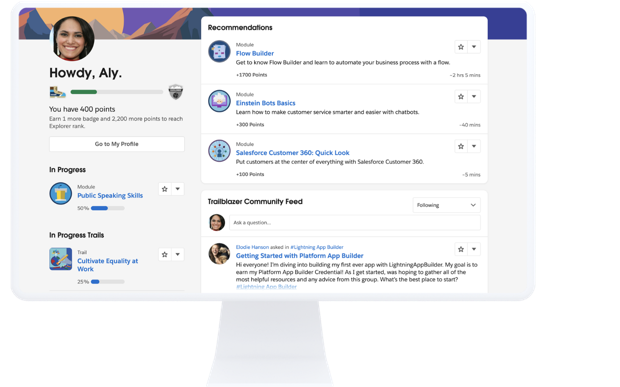 Howdy, Aly.
You have 400 points
Earn 1 more badge and 2,200 more points to reach
Explorer rank.
Go to My Profile
In Progress
Module
Public Speaking Skills
50%
In Progress Trails
Trail
Cultivate Equality at
Work
25%
Recommendations
Module
Flow Builder
Get to know Flow Builder and learn to automate your business process with a flow.
+1700 Points
~2 hrs 5 mins
Module
Einstein Bots Basics
Learn how to make customer service smarter and easier with chatbots.
+300 Points
~40 mins
Module
Salesforce Customer 360: Quick Look
Put customers at the center of everything with Salesforce Customer 360.
+100 Points
~5 mins
Trailblazer Community Feed
Following
Ask a question...
Elodie Hanson asked in #Lightning App Builder
Getting Started with Platform App Builder
Hi everyone! I'm diving into building my first ever app with LightningAppBuilder. My goal is to
earn my Platform App Builder Credential! As I get started, was hoping to gather all of the
most helpful resources and any advice from this group. What's the best place to start?
#Lightning App Builder